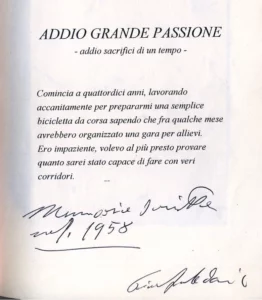 ADDIO GRANDE PASSIONE
- addio sacrifici di un tempo -
Comincia a quattordici anni, lavorando
accanitamente per prepararmi una semplice
bicicletta da corsa sapendo che fra qualche mese
avrebbero organizzato una gara per allievi.
Ero impaziente, volevo al più presto provare
quanto sarei stato capace di fare con veri
corridori.
Memorie
nel 1958